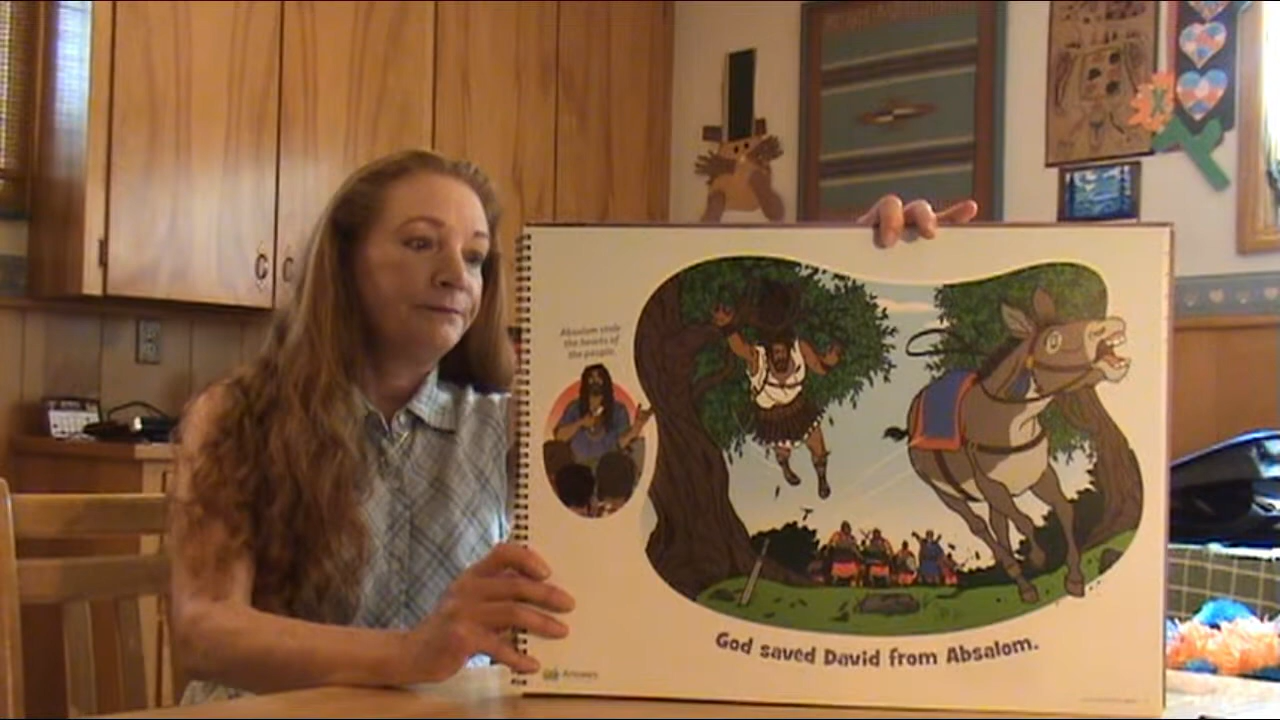 Absalom stole
the hearts of
the people.
God saved David from Absalom.
Answers